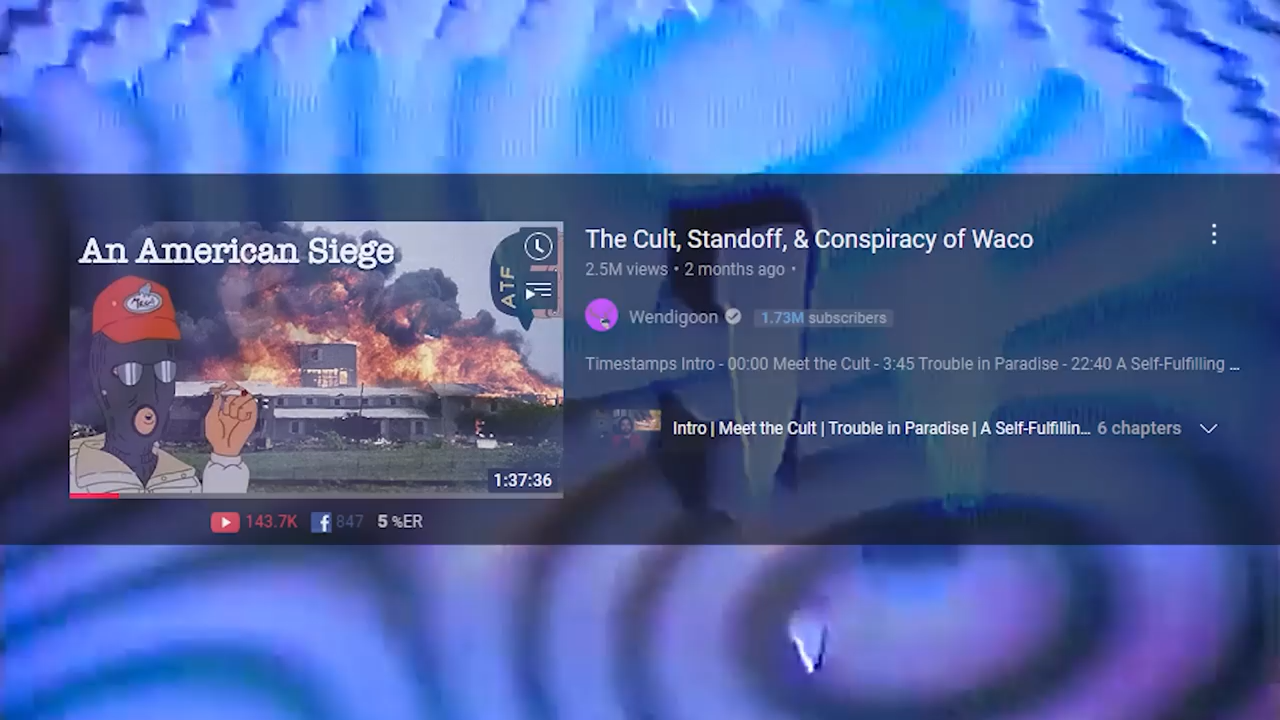 An American Siege
ATF
1:37:36
143.7K 847 5 %ER
The Cult, Standoff, & Conspiracy of Waco
2.5M views • 2 months ago •
Wendigoon 1.73M subscribers
Timestamps Intro - 00:00 Meet the Cult - 3:45 Trouble in Paradise - 22:40 A Self-Fulfilling ...
Intro | Meet the Cult | Trouble in Paradise | A Self-Fulfillin... 6 chapters